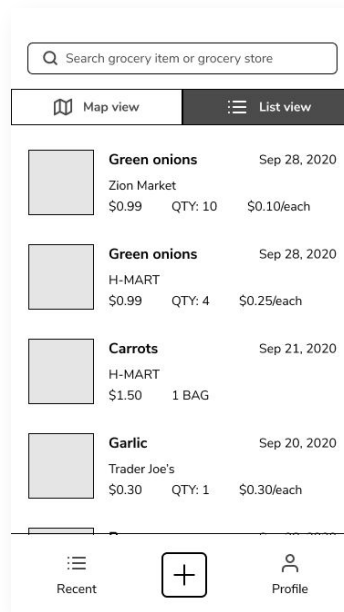 Search grocery item or grocery store
Map view
List view
Green onions Sep 28, 2020
Zion Market
$0.99 QTY: 10 $0.10/each
Green onions Sep 28, 2020
H-MART
$0.99 QTY: 4 $0.25/each
Carrots Sep 21, 2020
H-MART
$1.50 1 BAG
Garlic Sep 20, 2020
Trader Joe's
$0.30 QTY: 1 $0.30/each
Recent
Profile